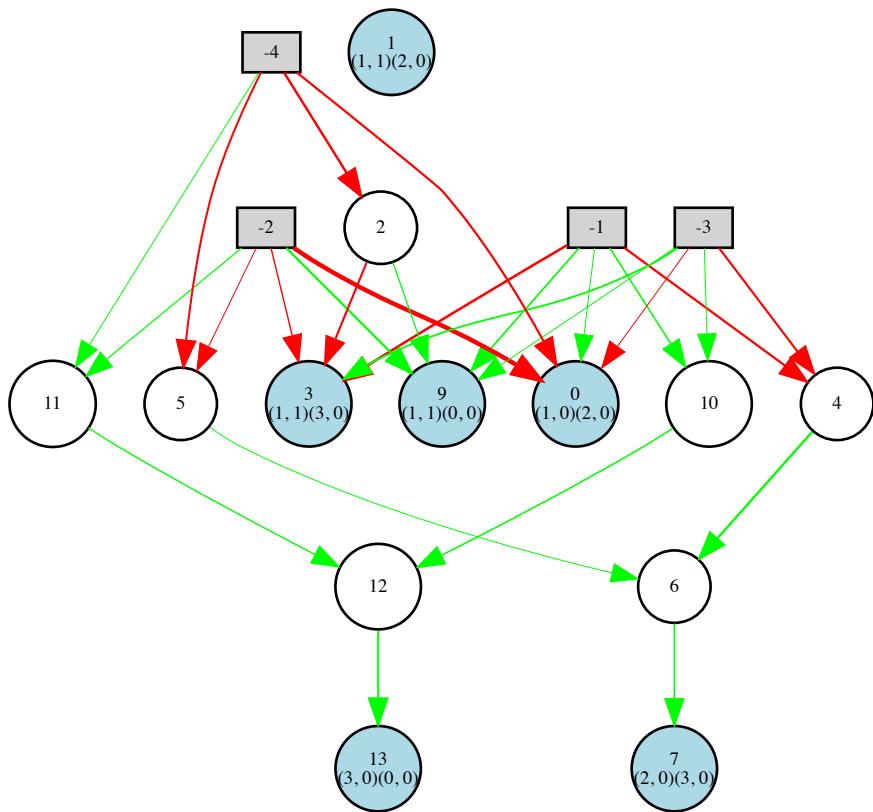 1
(1, 1)(2, 0)
-4
-2
2
-1
-3
11
5
3
(1, 1)(3, 0)
9
(1, 1)(0, 0)
0
(1, 0)(2, 0)
10
4
12
6
13
(3, 0)(0, 0)
7
(2, 0)(3, 0)